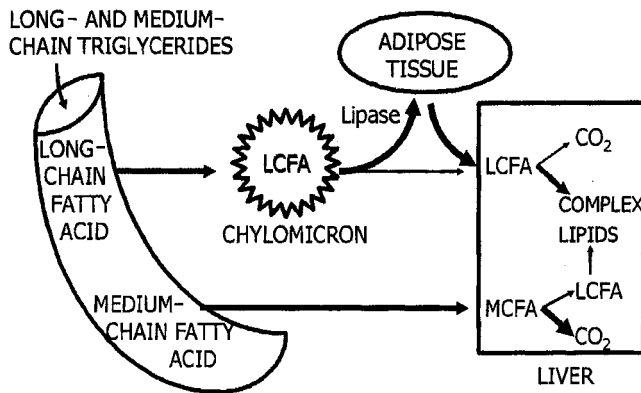 LONG- AND MEDIUM-
CHAIN TRIGLYCERIDES
ADIPOSE
TISSUE
Lipase
LONG-
CHAIN
FATTY
ACID
LCFA
CHYLOMICRON
LCFA
CO₂
COMPLEX
LIPIDS
MEDIUM-
CHAIN FATTY
ACID
MCFA
LCFA
CO₂
LIVER